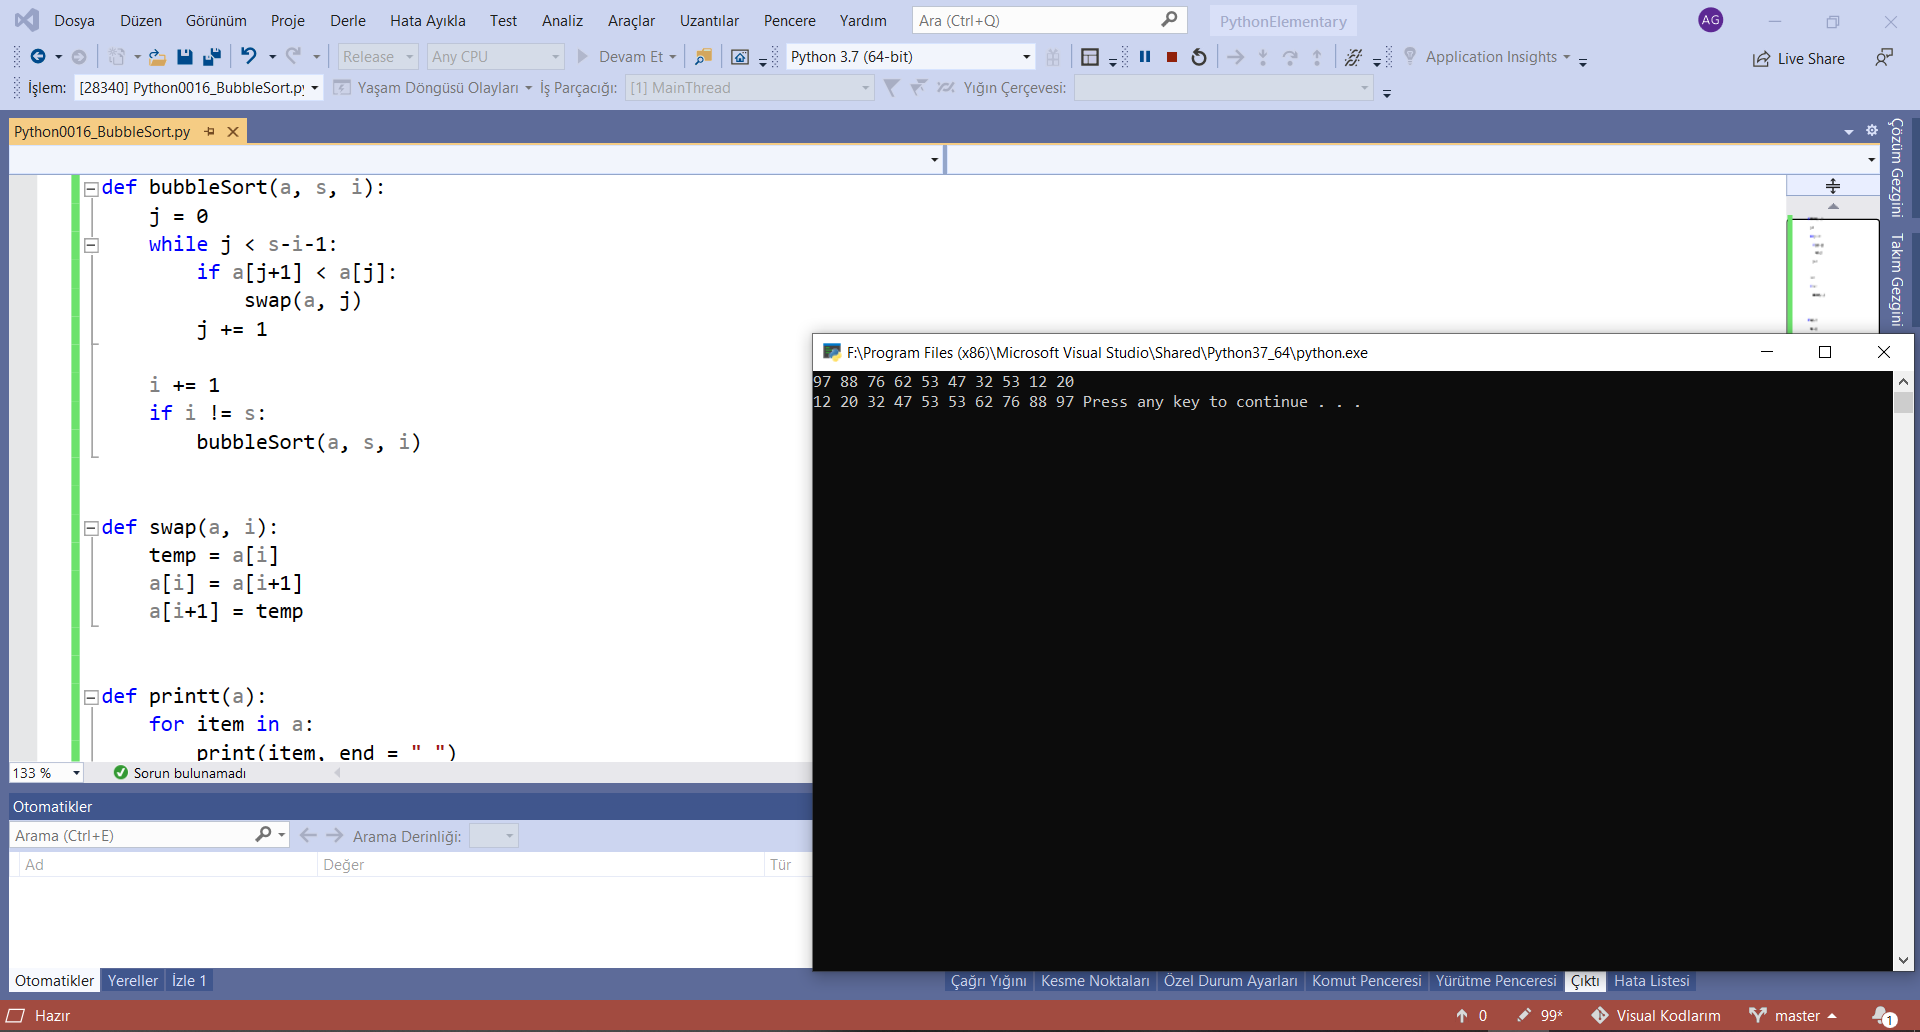 Dosya Düzen Görünüm Proje Derle Hata Ayıkla Test Analiz Araçlar Uzantılar Pencere Yardım Ara (Ctrl+Q) PythonElementary AG
Release Any CPU Devam Et Python 3.7 (64-bit) Application Insights Live Share
İşlem: [28340] Python0016_BubbleSort.py Yaşam Döngüsü Olayları İş Parçacığı: [1] MainThread Yığın Çerçevesi:
Python0016_BubbleSort.py
Çözüm Gezgini
Takım Gezgini
def bubbleSort(a, s, i):
j = 0
while j < s-i-1:
if a[j+1] < a[j]:
swap(a, j)
j += 1
i += 1
if i != s:
bubbleSort(a, s, i)
def swap(a, i):
temp = a[i]
a[i] = a[i+1]
a[i+1] = temp
def printt(a):
for item in a:
print(item, end = " ")
133 % Sorun bulunamadı
F:\Program Files (x86)\Microsoft Visual Studio\Shared\Python37_64\python.exe
97 88 76 62 53 47 32 53 12 20
12 20 32 47 53 53 62 76 88 97 Press any key to continue . . .
Otomatikler
Arama (Ctrl+E) Arama Derinliği:
Ad Değer Tür
Otomatikler Yereller İzle 1
Çağrı Yığını Kesme Noktaları Özel Durum Ayarları Komut Penceresi Yürütme Penceresi Çıktı Hata Listesi
Hazır 0 99* Visual Kodlarım master 1